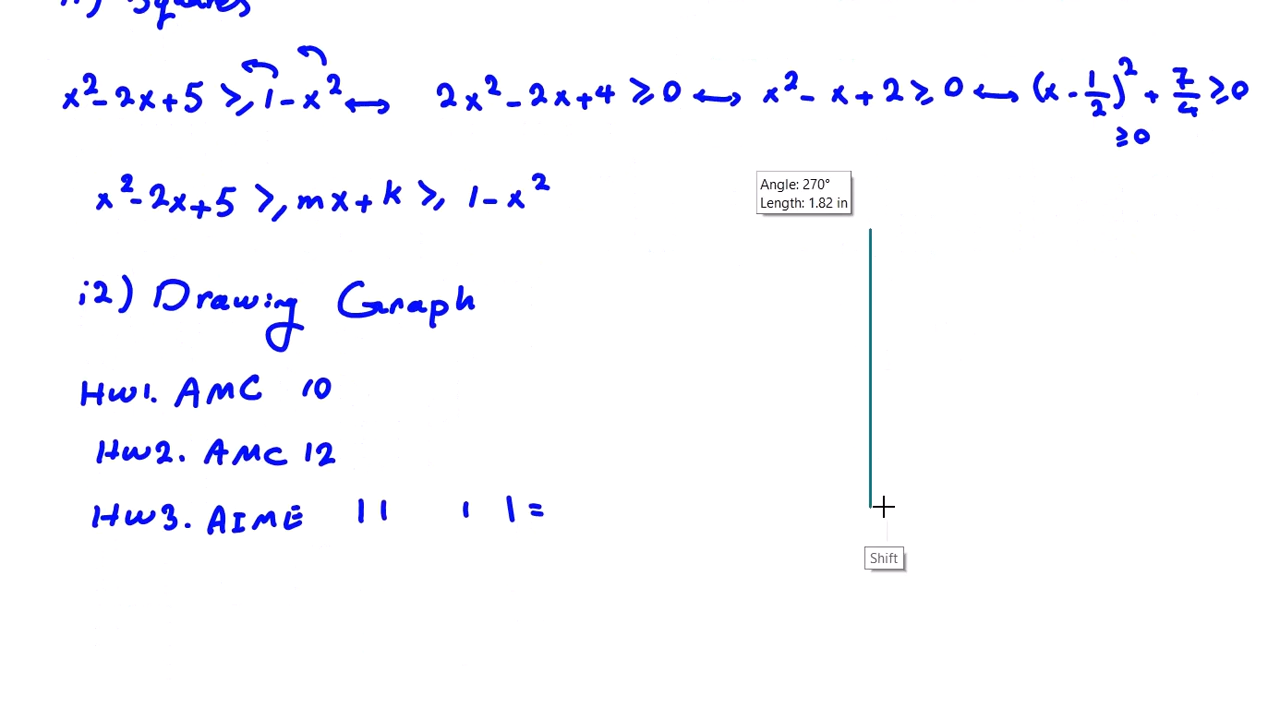 Squares
x²-2x+5 ≥ 1-x² ↔ 2x²-2x+4 ≥ 0 ↔ x²-x+2 ≥ 0 ↔ (x-1/2)² + 7/4 ≥ 0
≥0
x²-2x+5 ≥ mx+k ≥ 1-x²
Angle: 270°
Length: 1.82 in
i2) Drawing Graph
Hw1. AMC 10
Hw2. AMC 12
Hw3. AIME | | | | =
Shift